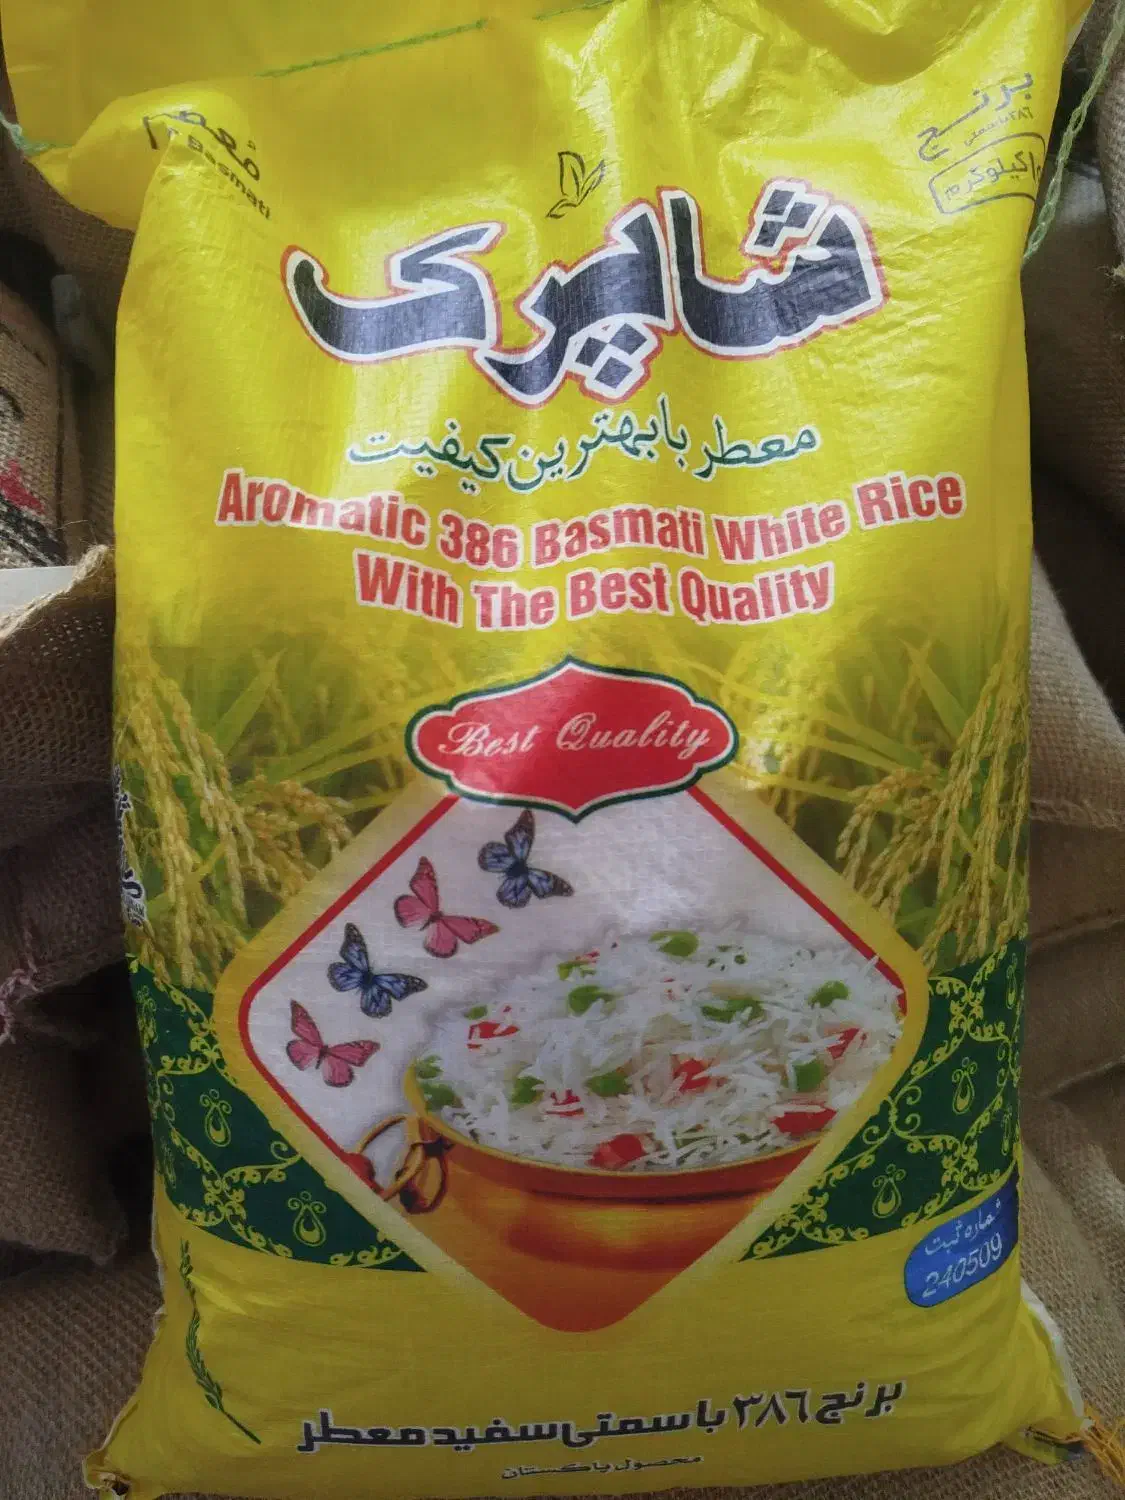 معطر
Basmati
برنج
۳۸۶ باسمتی
۱۰ کیلوگرم
شاپرک
معطر با بهترین کیفیت
Aromatic 386 Basmati White Rice
With The Best Quality
Best Quality
شماره ثبت
240509
برنج ۳۸۶ باسمتی سفید معطر
محصول پاکستان